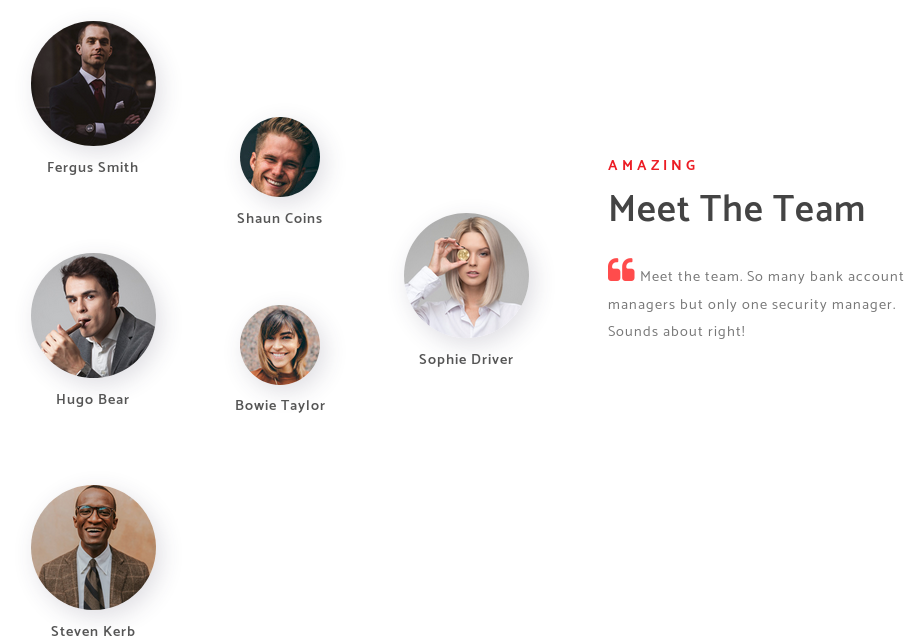 Fergus Smith
Shaun Coins
Hugo Bear
Bowie Taylor
Steven Kerb
Sophie Driver
AMAZING
Meet The Team
❝ Meet the team. So many bank account
managers but only one security manager.
Sounds about right!